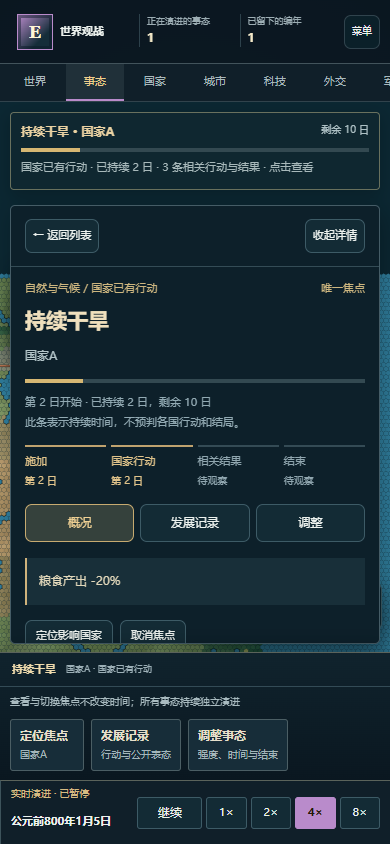 E 世界观战
正在演进的事态
1
已留下的编年
1
菜单
世界 事态 国家 城市 科技 外交
持续干旱 · 国家A 剩余 10 日
国家已有行动 · 已持续 2 日 · 3 条相关行动与结果 · 点击查看
← 返回列表 收起详情
自然与气候 / 国家已有行动 唯一焦点
持续干旱
国家A
第 2 日开始 · 已持续 2 日，剩余 10 日
此条表示持续时间，不预判各国行动和结局。
施加 国家行动 相关结果 结束
第 2 日 第 2 日 待观察 待观察
概况 发展记录 调整
粮食产出 -20%
定位影响国家 取消焦点
持续干旱 国家A · 国家已有行动
查看与切换焦点不改变时间；所有事态持续独立演进
定位焦点 发展记录 调整事态
国家A 行动与公开表态 强度、时间与结束
实时演进 · 已暂停
公元前800年1月5日
继续 1× 2× 4× 8×